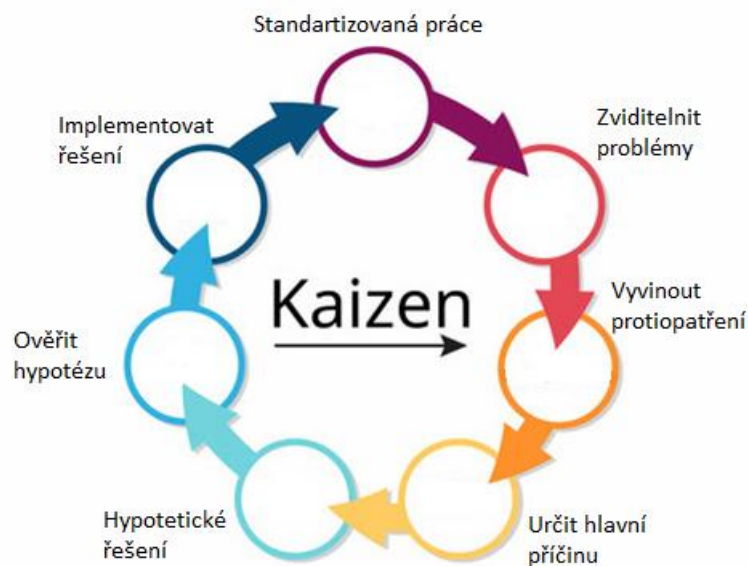 Standartizovaná práce
Zviditelnit
problémy
Vyvinout
protiopatření
Určit hlavní
příčinu
Hypotetické
řešení
Ověřit
hypotézu
Implementovat
řešení
Kaizen